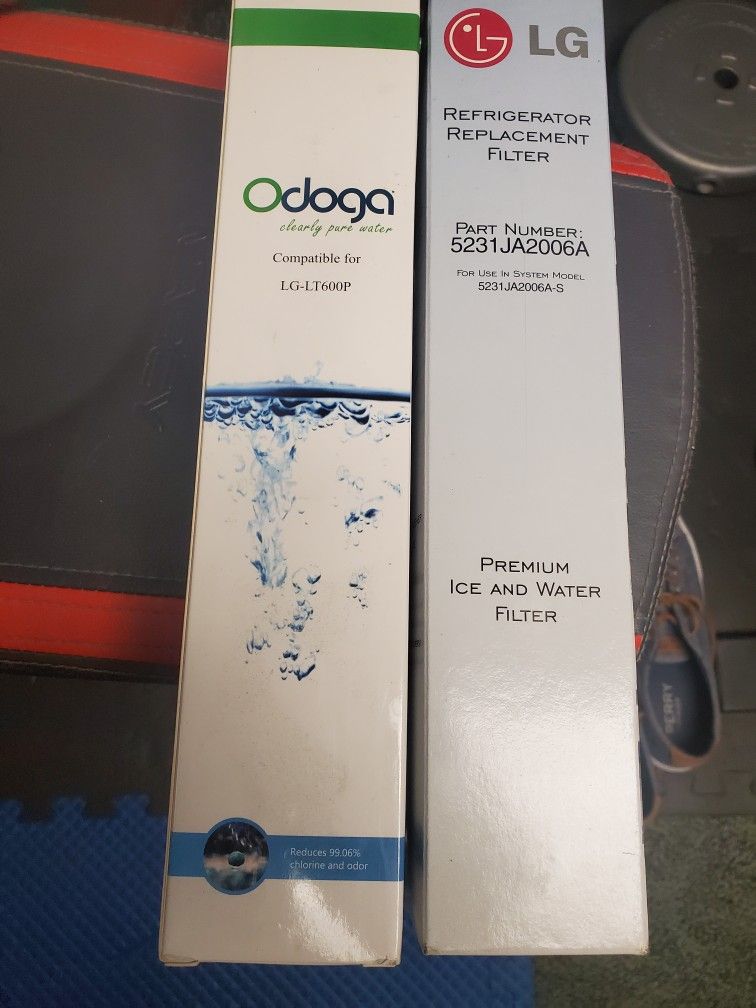 Odoga
clearly pure water
Compatible for
LG-LT600P
Reduces 99.06%
chlorine and odor
LG
REFRIGERATOR
REPLACEMENT
FILTER
PART NUMBER:
5231JA2006A
FOR USE IN SYSTEM MODEL
5231JA2006A-S
PREMIUM
ICE AND WATER
FILTER